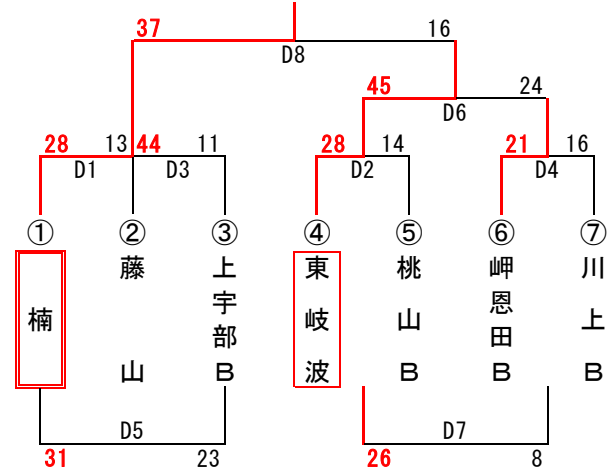 37 16
D8
45 24
D6
28 13 44 11 28 14 21 16
D1 D3 D2 D4
① ② ③ ④ ⑤ ⑥ ⑦
楠
藤山
上宇部B
東岐波
桃山B
岬恩田B
川上B
D5 D7
31 23 26 8